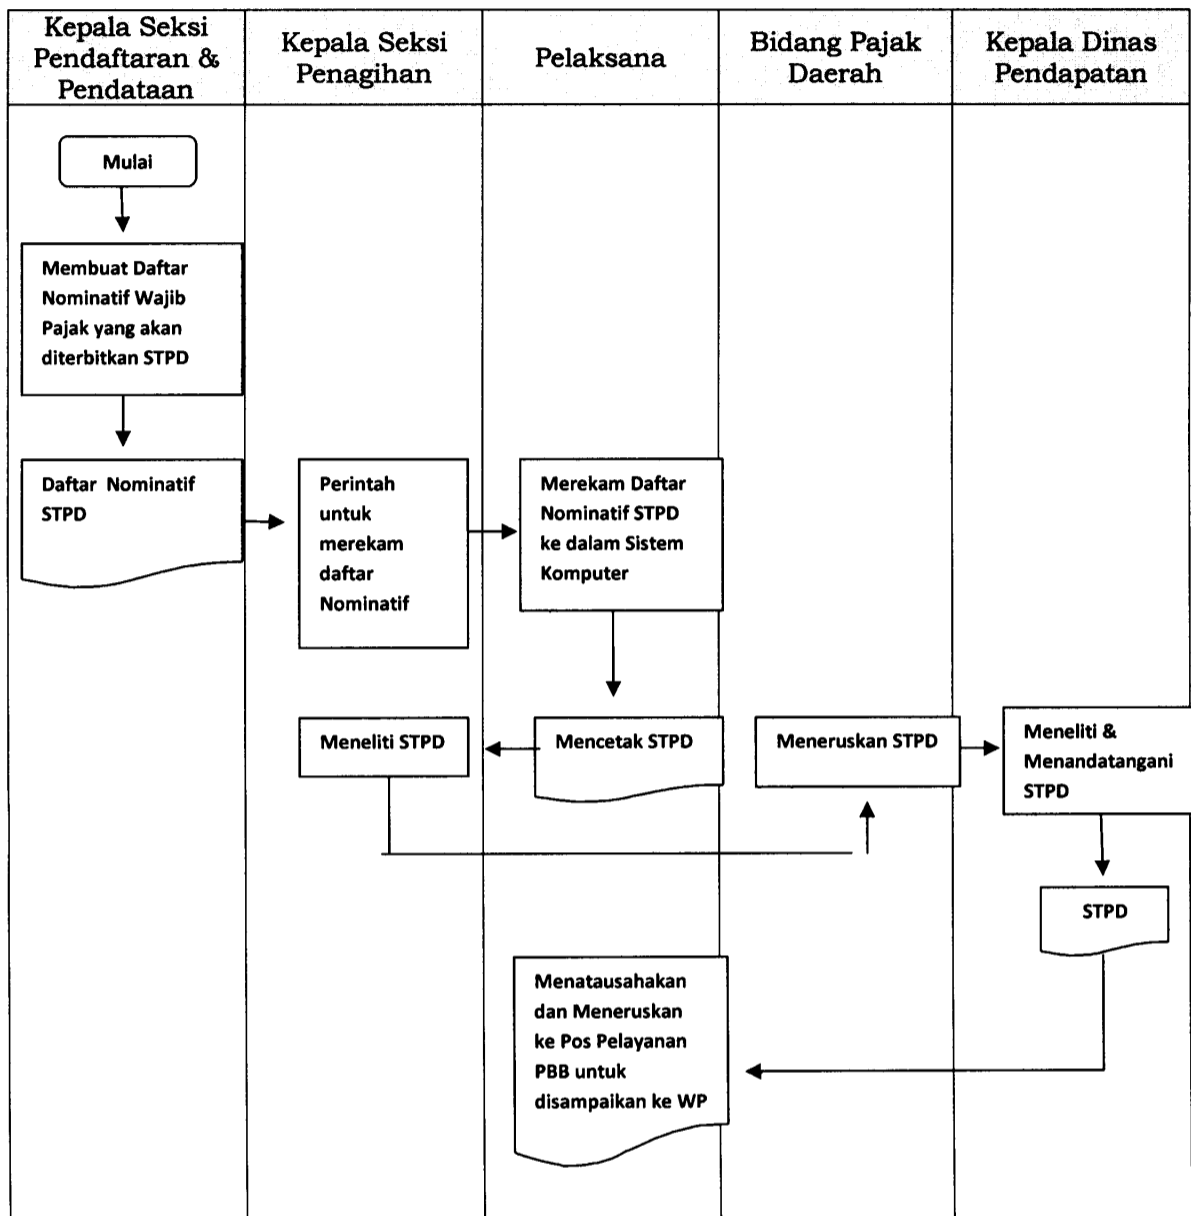 Kepala Seksi
Pendaftaran &
Pendataan
Kepala Seksi
Penagihan
Pelaksana
Bidang Pajak
Daerah
Kepala Dinas
Pendapatan
Mulai
Membuat Daftar
Nominatif Wajib
Pajak yang akan
diterbitkan STPD
Daftar Nominatif
STPD
Perintah
untuk
merekam
daftar
Nominatif
Merekam Daftar
Nominatif STPD
ke dalam Sistem
Komputer
Meneliti STPD
Mencetak STPD
Meneruskan STPD
Meneliti &
Menandatangani
STPD
STPD
Menatausahakan
dan Meneruskan
ke Pos Pelayanan
PBB untuk
disampaikan ke WP